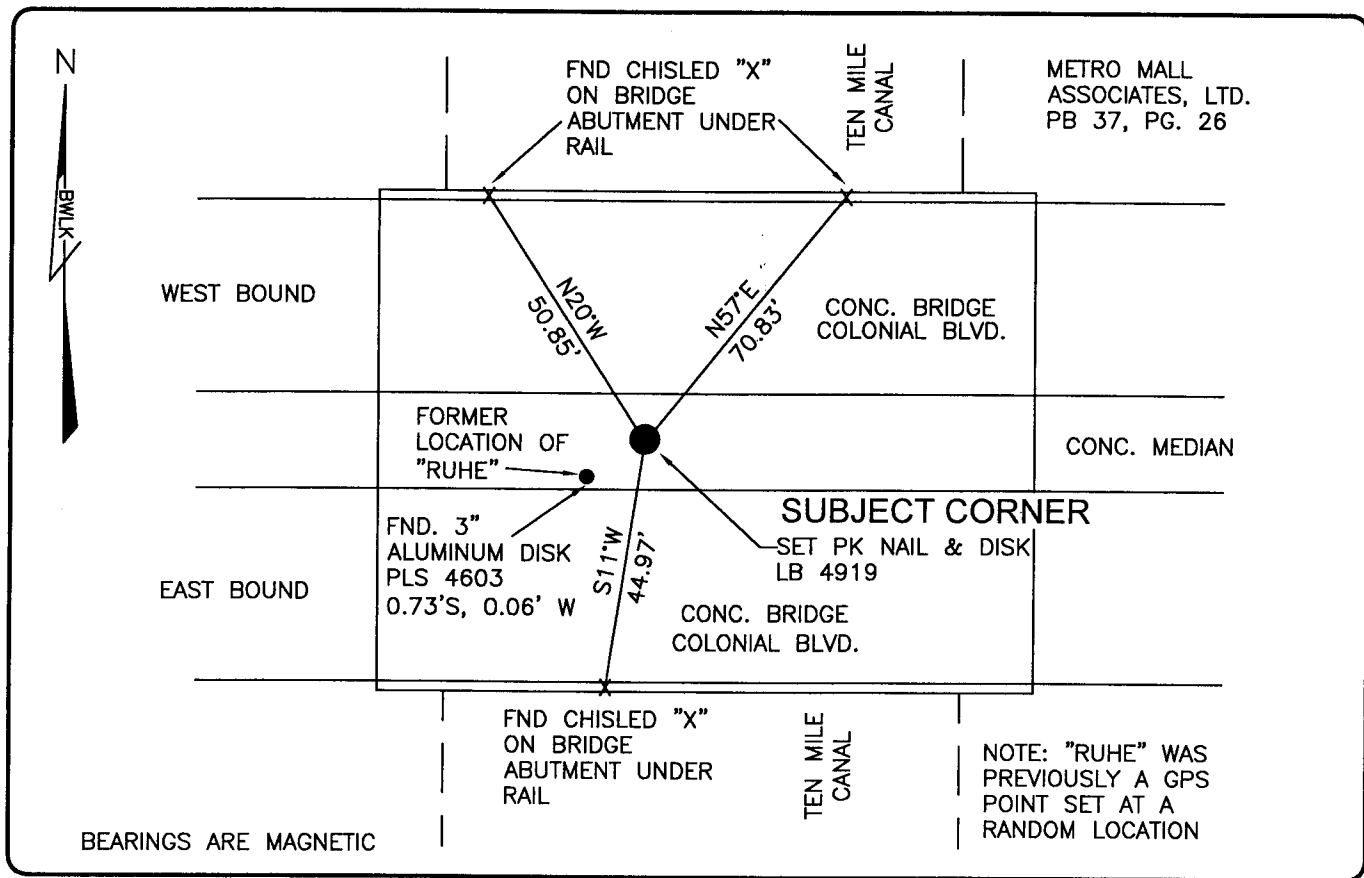 N
BWLK
FND CHISLED "X"
ON BRIDGE
ABUTMENT UNDER
RAIL
TEN MILE
CANAL
METRO MALL
ASSOCIATES, LTD.
PB 37, PG. 26
WEST BOUND
N20°W
50.85'
N57°E
70.83'
CONC. BRIDGE
COLONIAL BLVD.
FORMER
LOCATION OF
"RUHE"
CONC. MEDIAN
SUBJECT CORNER
SET PK NAIL & DISK
LB 4919
FND. 3"
ALUMINUM DISK
PLS 4603
0.73'S, 0.06' W
EAST BOUND
S11°W
44.97'
CONC. BRIDGE
COLONIAL BLVD.
FND CHISLED "X"
ON BRIDGE
ABUTMENT UNDER
RAIL
TEN MILE
CANAL
NOTE: "RUHE" WAS
PREVIOUSLY A GPS
POINT SET AT A
RANDOM LOCATION
BEARINGS ARE MAGNETIC